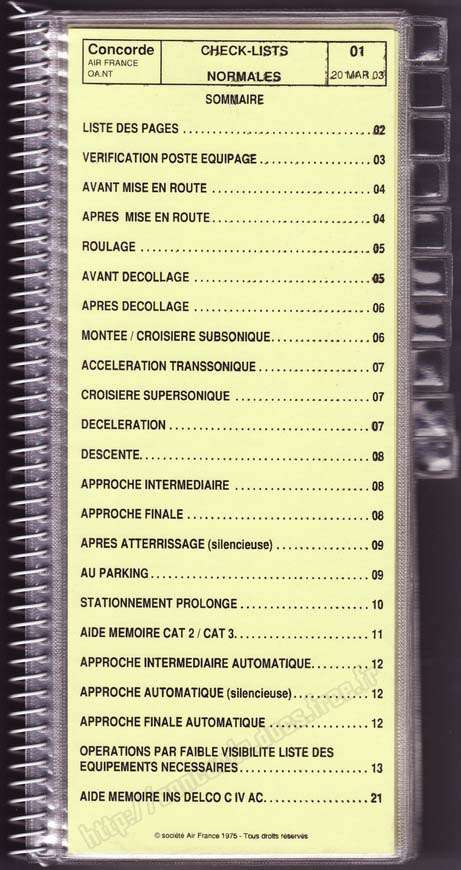 Concorde
AIR FRANCE
OA.NT
CHECK-LISTS
NORMALES
01
20 MAR 03
SOMMAIRE
LISTE DES PAGES ........................ 02
VERIFICATION POSTE EQUIPAGE ............... 03
AVANT MISE EN ROUTE ..................... 04
APRES MISE EN ROUTE ..................... 04
ROULAGE .............................. 05
AVANT DECOLLAGE ........................ 05
APRES DECOLLAGE ........................ 06
MONTEE / CROISIERE SUBSONIQUE ............. 06
ACCELERATION TRANSSONIQUE ............... 07
CROISIERE SUPERSONIQUE .................. 07
DECELERATION .......................... 07
DESCENTE .............................. 08
APPROCHE INTERMEDIAIRE .................. 08
APPROCHE FINALE ........................ 08
APRES ATTERRISSAGE (silencieuse) ............. 09
AU PARKING ............................. 09
STATIONNEMENT PROLONGE ................. 10
AIDE MEMOIRE CAT 2 / CAT 3 ................. 11
APPROCHE INTERMEDIAIRE AUTOMATIQUE ....... 12
APPROCHE AUTOMATIQUE (silencieuse) .......... 12
APPROCHE FINALE AUTOMATIQUE ............. 12
OPERATIONS PAR FAIBLE VISIBILITE LISTE DES
EQUIPEMENTS NECESSAIRES ................. 13
AIDE MEMOIRE INS DELCO C IV AC ............. 21
© société Air France 1975 - Tous droits réservés